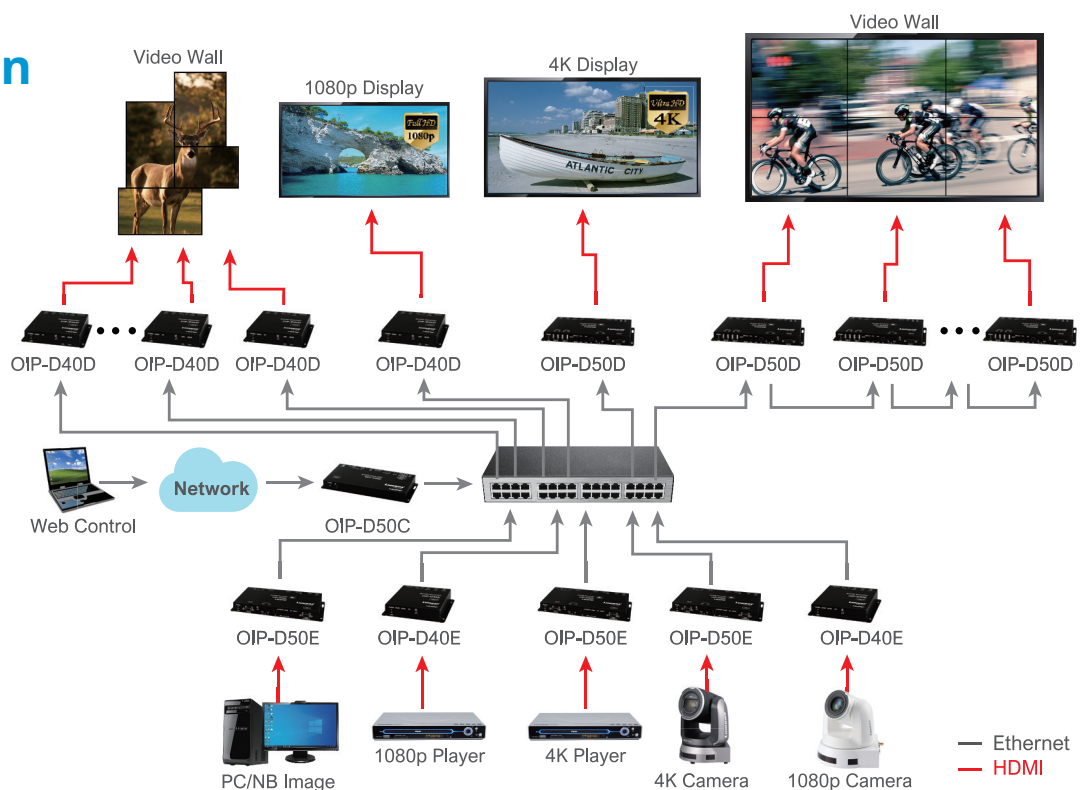 n
Video Wall
1080p Display
4K Display
Video Wall
Full HD
1080p
Ultra HD
4K
ATLANTIC CITY
OIP-D40D
OIP-D40D
OIP-D40D
OIP-D40D
OIP-D50D
OIP-D50D
OIP-D50D
OIP-D50D
Web Control
Network
OIP-D50C
OIP-D50E
OIP-D40E
OIP-D50E
OIP-D50E
OIP-D40E
PC/NB Image
1080p Player
4K Player
4K Camera
1080p Camera
Ethernet
HDMI